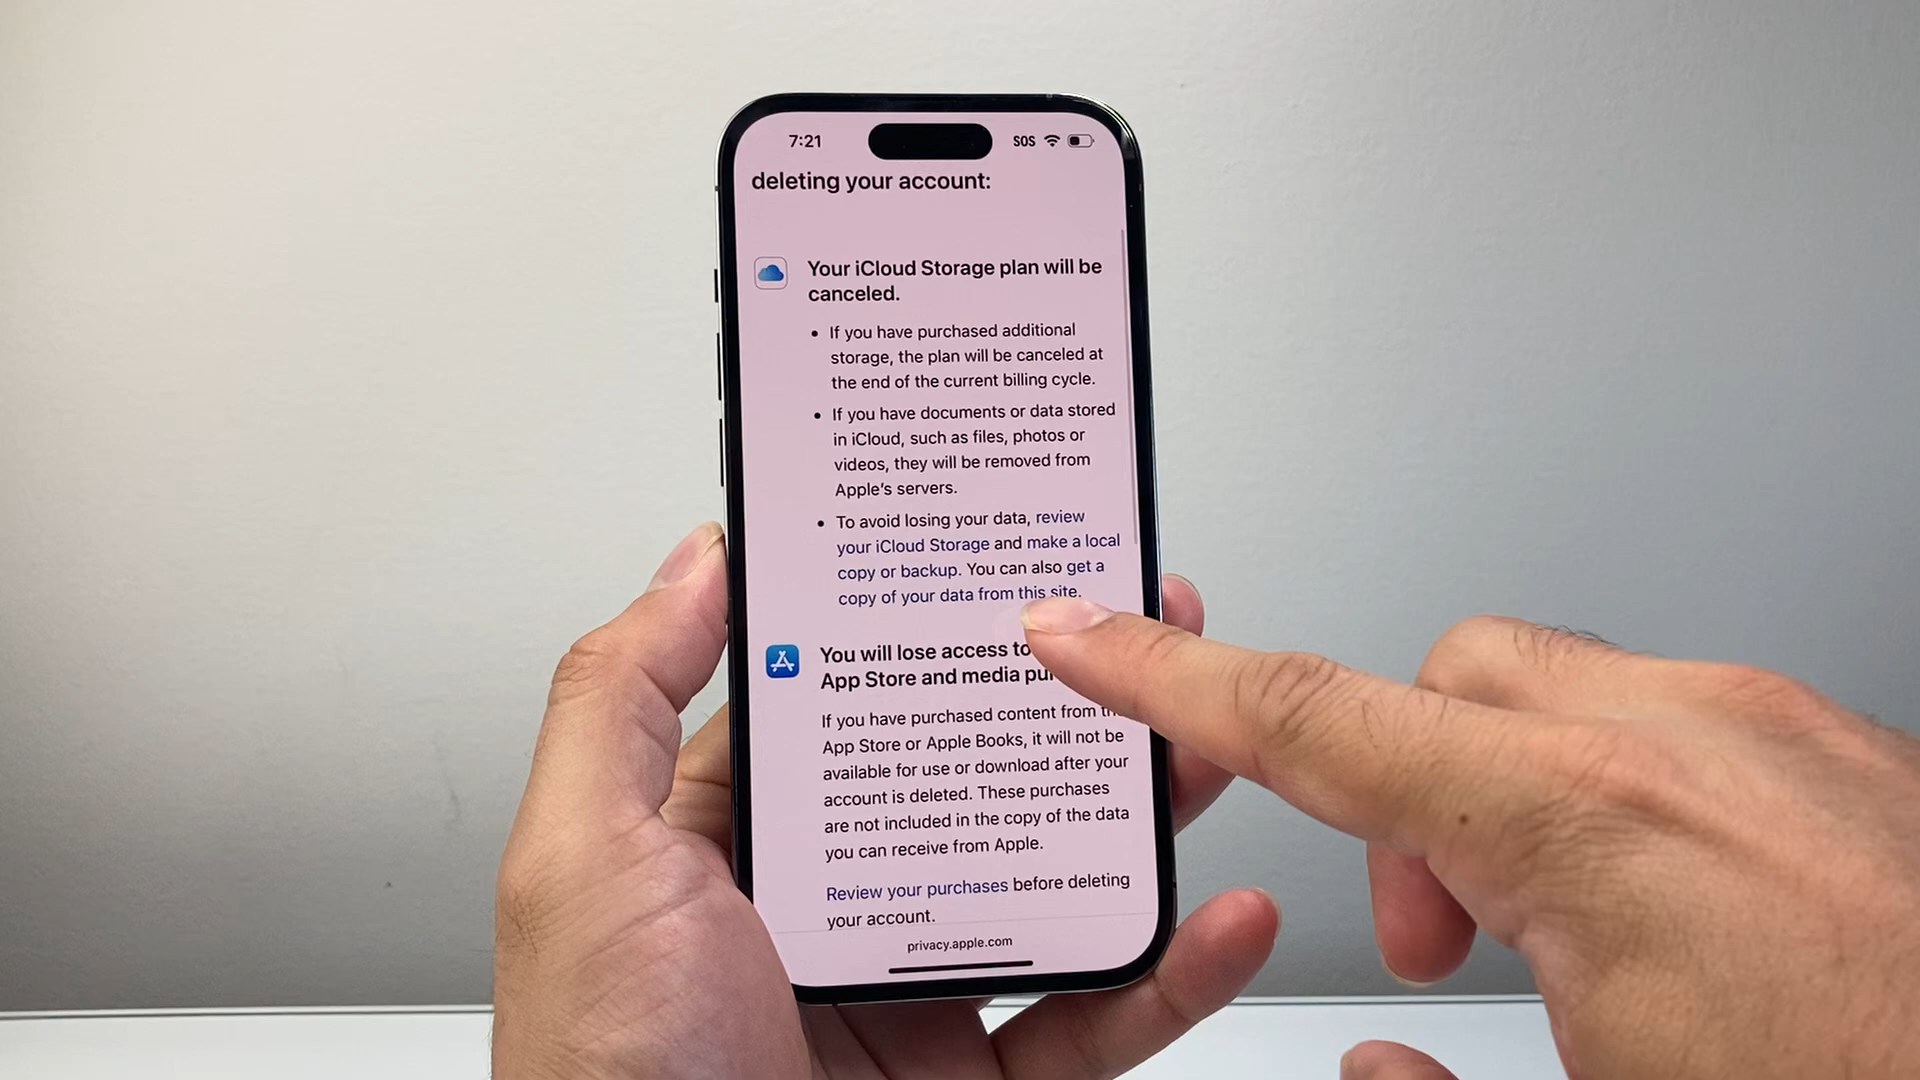 7:21 SOS
deleting your account:
Your iCloud Storage plan will be
canceled.
• If you have purchased additional
storage, the plan will be canceled at
the end of the current billing cycle.
• If you have documents or data stored
in iCloud, such as files, photos or
videos, they will be removed from
Apple’s servers.
• To avoid losing your data, review
your iCloud Storage and make a local
copy or backup. You can also get a
copy of your data from this site.
You will lose access to
App Store and media
If you have purchased content from
App Store or Apple Books, it will not be
available for use or download after your
account is deleted. These purchases
are not included in the copy of the data
you can receive from Apple.
Review your purchases before deleting
your account.
privacy.apple.com